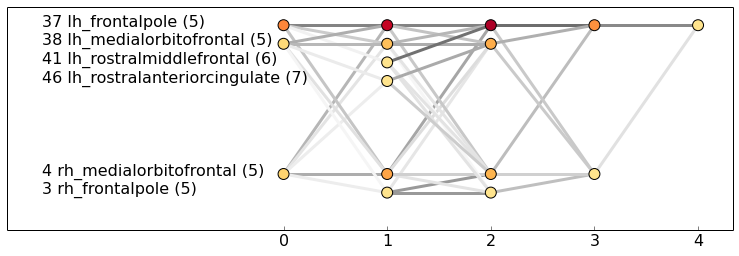 37 lh_frontalpole (5)
38 lh_medialorbitofrontal (5)
41 lh_rostralmiddlefrontal (6)
46 lh_rostralanteriorcingulate (7)
4 rh_medialorbitofrontal (5)
3 rh_frontalpole (5)
0 1 2 3 4